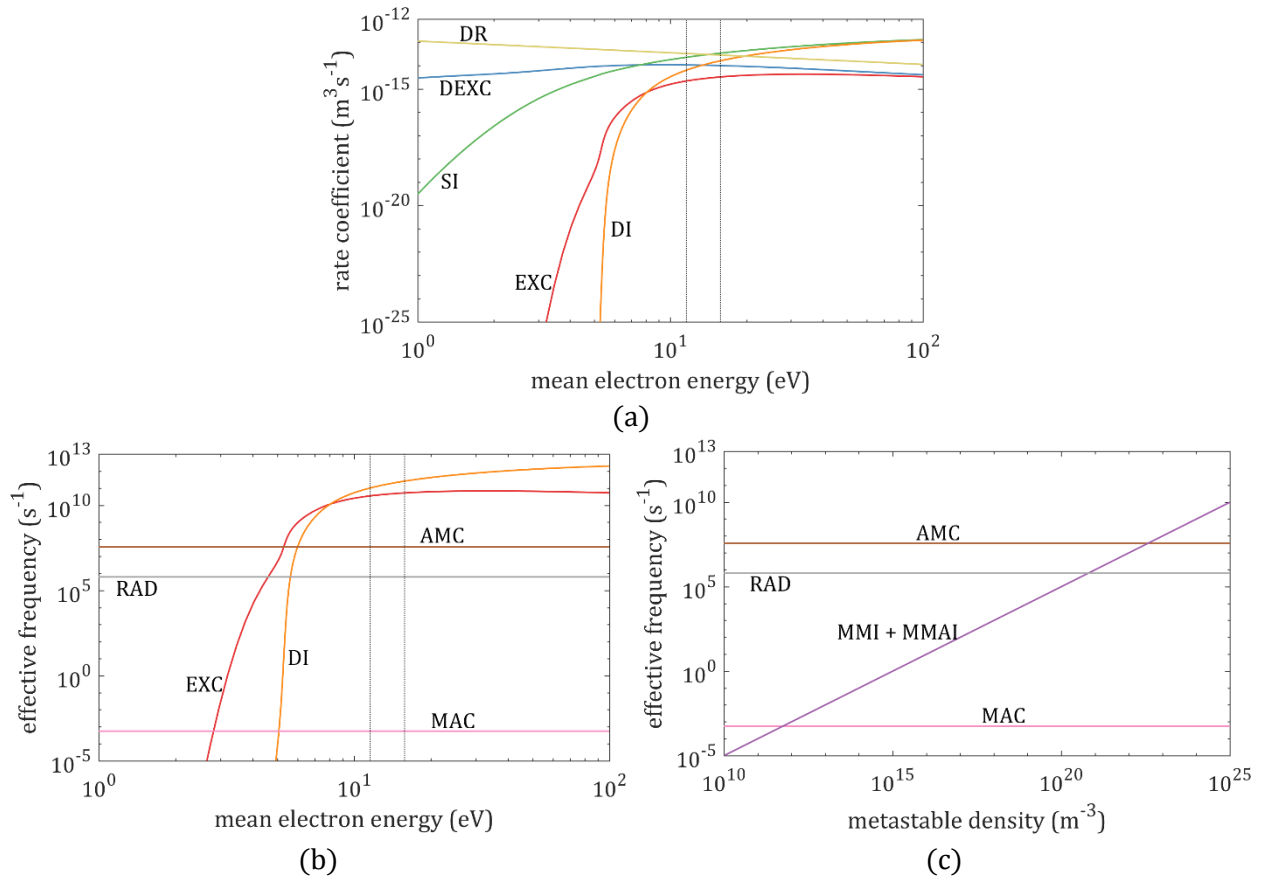 10^-12
DR
DEXC
10^-15
SI
10^-20
DI
EXC
10^-25
10^0
10^1
10^2
rate coefficient (m^3s^-1)
mean electron energy (eV)
(a)
10^13
10^10
AMC
10^5
RAD
DI
10^0
EXC
MAC
10^-5
10^0
10^1
10^2
effective frequency (s^-1)
mean electron energy (eV)
(b)
10^13
10^10
AMC
10^5
RAD
MMI + MMAI
10^0
MAC
10^-5
10^10
10^15
10^20
10^25
effective frequency (s^-1)
metastable density (m^-3)
(c)